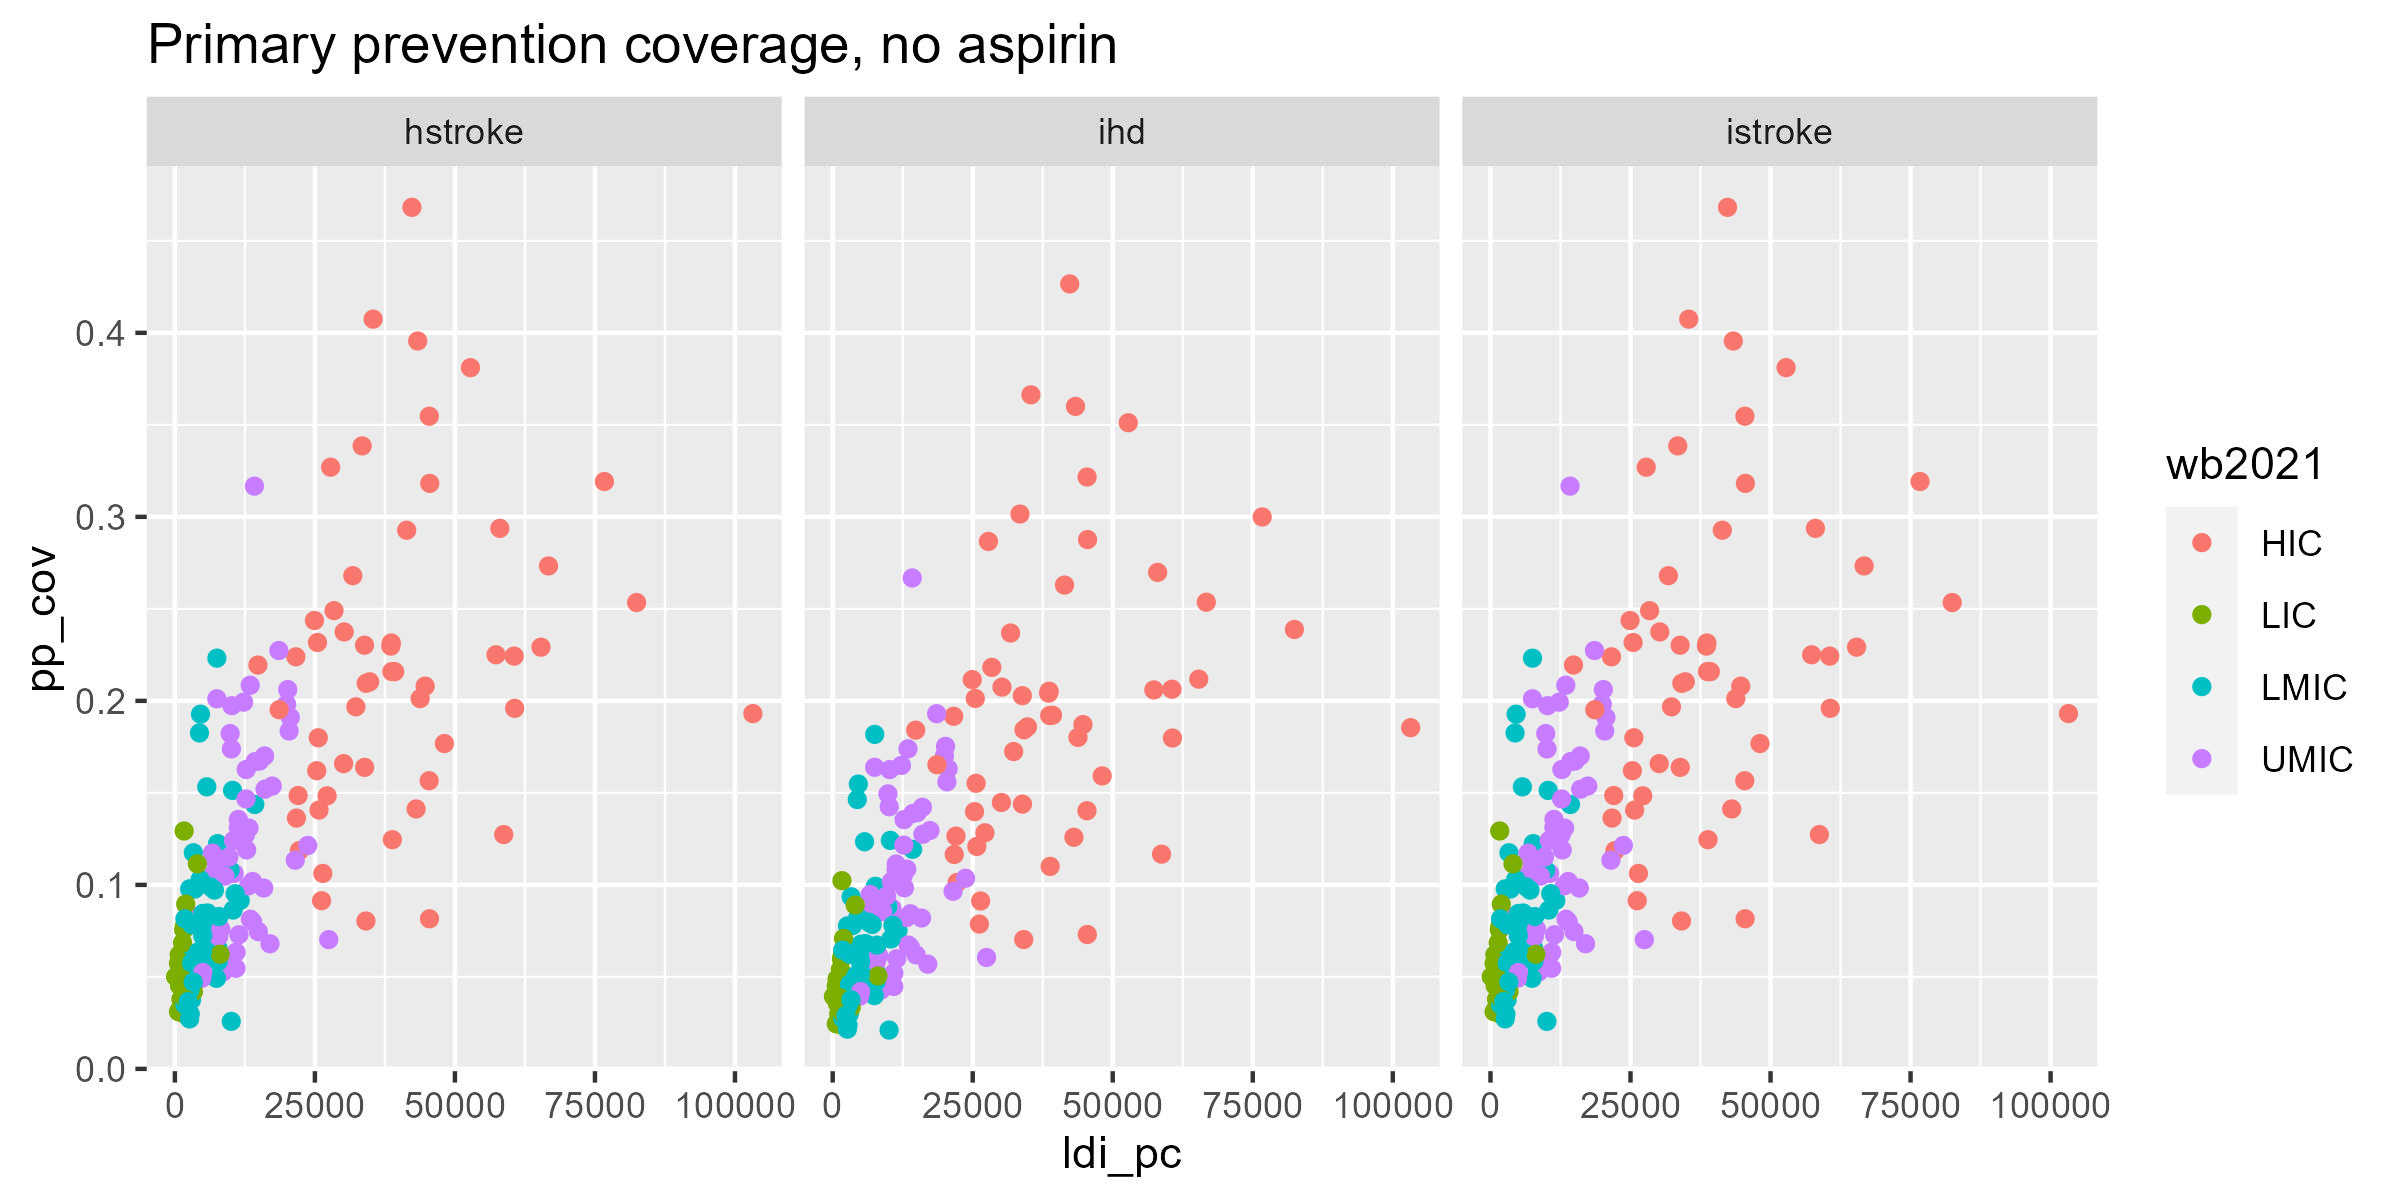 Primary prevention coverage, no aspirin
hstroke ihd istroke
pp_cov
0.4
0.3
0.2
0.1
0.0
0 25000 50000 75000 100000 0 25000 50000 75000 100000 0 25000 50000 75000 100000
ldi_pc
wb2021
HIC
LIC
LMIC
UMIC